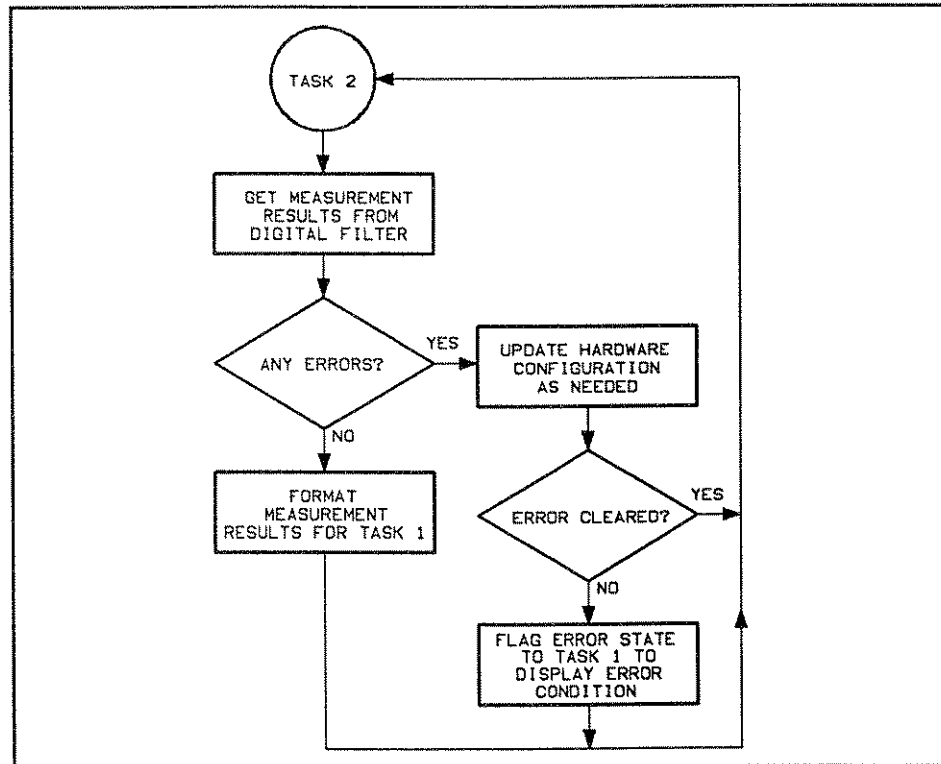 TASK 2
GET MEASUREMENT
RESULTS FROM
DIGITAL FILTER
ANY ERRORS?
YES
UPDATE HARDWARE
CONFIGURATION
AS NEEDED
NO
FORMAT
MEASUREMENT
RESULTS FOR TASK 1
ERROR CLEARED?
YES
NO
FLAG ERROR STATE
TO TASK 1 TO
DISPLAY ERROR
CONDITION